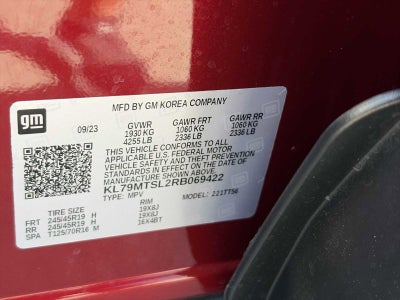 MFD BY GM KOREA COMPANY
gm
09/23 GVWR GAWR FRT GAWR RR
1930 KG 1060 KG 1060 KG
4255 LB 2336 LB 2336 LB
THIS VEHICLE CONFORMS TO ALL
APPLICABLE U.S. FEDERAL MOTOR
VEHICLE SAFETY AND THEFT PREVENTION
STANDARDS IN EFFECT ON THE DATE OF
MANUFACTURE SHOWN ABOVE.
KL79MTSL2RB069422
TYPE: MPV MODEL: 221TT56
TIRE SIZE RIM
FRT 245/45R19 H 19X8J
RR 245/45R19 H 19X8J
SPA T125/70R16 M 16X4BT